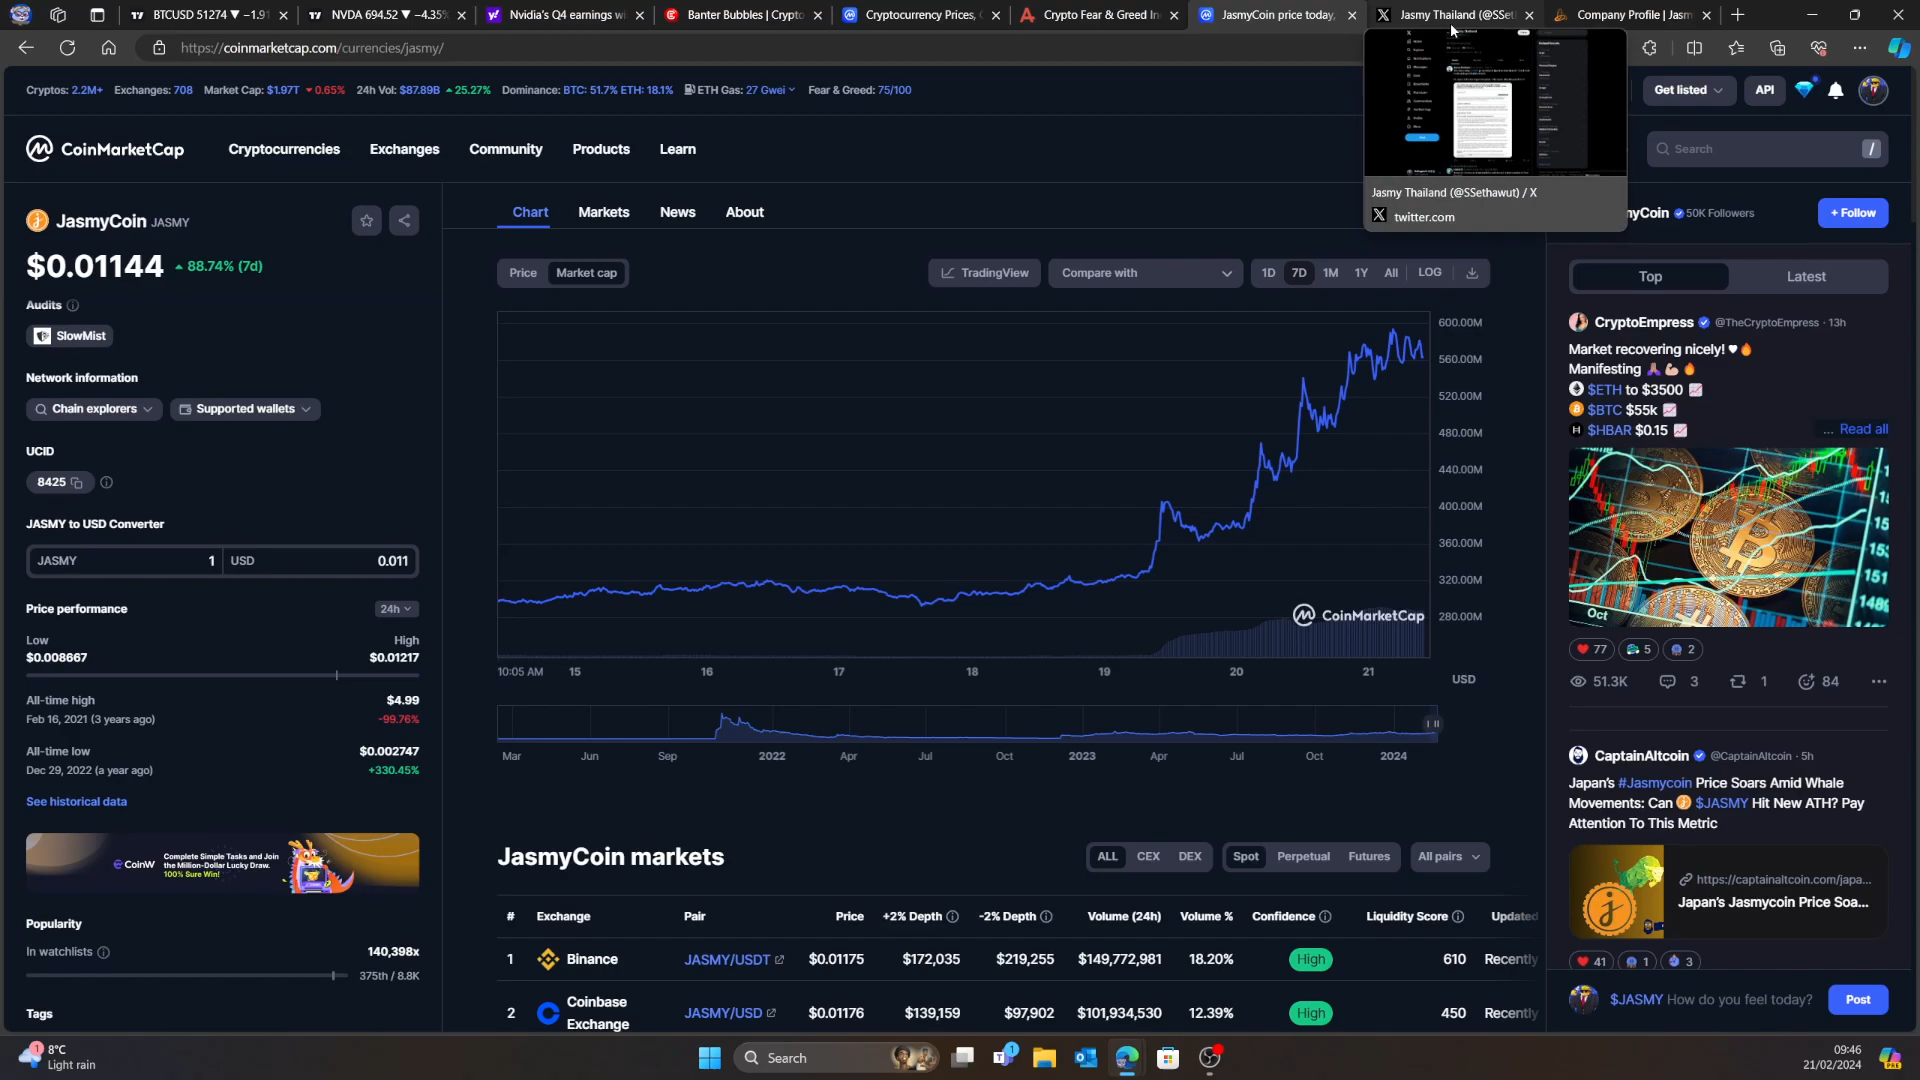 BTCUSD 51274 ▼ −1.91
NVDA 694.52 ▼ −4.35%
Nvidia's Q4 earnings wi
Banter Bubbles | Crypto
Cryptocurrency Prices,
Crypto Fear & Greed In
JasmyCoin price today,
Jasmy Thailand (@SSet
Company Profile | Jasm
https://coinmarketcap.com/currencies/jasmy/
Cryptos: 2.2M+ Exchanges: 708 Market Cap: $1.97T ▼0.65% 24h Vol: $87.89B ▲25.27% Dominance: BTC: 51.7% ETH: 18.1% ETH Gas: 27 Gwei Fear & Greed: 75/100
Get listed API
CoinMarketCap
Cryptocurrencies Exchanges Community Products Learn
Search /
Jasmy Thailand (@SSethawut) / X
twitter.com
JasmyCoin JASMY
$0.01144 ▲ 88.74% (7d)
Audits
SlowMist
Network information
Chain explorers Supported wallets
UCID
8425
JASMY to USD Converter
JASMY 1 USD 0.011
Price performance 24h
Low High
$0.008667 $0.01217
All-time high $4.99
Feb 16, 2021 (3 years ago) -99.76%
All-time low $0.002747
Dec 29, 2022 (a year ago) +330.45%
See historical data
CoinW Complete Simple Tasks and Join
the Million-Dollar Lucky Draw.
100% Sure Win!
Popularity
In watchlists 140,398x
375th / 8.8K
Tags
Chart Markets News About
Price Market cap
TradingView Compare with 1D 7D 1M 1Y All LOG
600.00M
560.00M
520.00M
480.00M
440.00M
400.00M
360.00M
320.00M
280.00M
CoinMarketCap
10:05 AM 15 16 17 18 19 20 21 USD
Mar Jun Sep 2022 Apr Jul Oct 2023 Apr Jul Oct 2024
JasmyCoin markets
ALL CEX DEX Spot Perpetual Futures All pairs
# Exchange Pair Price +2% Depth -2% Depth Volume (24h) Volume % Confidence Liquidity Score Updated
1 Binance JASMY/USDT $0.01175 $172,035 $219,255 $149,772,981 18.20% High 610 Recently
2 Coinbase Exchange JASMY/USD $0.01176 $139,159 $97,902 $101,934,530 12.39% High 450 Recently
nyCoin 50K Followers
+ Follow
Top Latest
CryptoEmpress @TheCryptoEmpress · 13h
Market recovering nicely! ♥🔥
Manifesting 🙏🏽💪🏼🔥
$ETH to $3500 📈
$BTC $55k 📈
$HBAR $0.15 📈 ... Read all
Oct
77 5 2
51.3K 3 1 84
CaptainAltcoin @CaptainAltcoin · 5h
Japan's #Jasmycoin Price Soars Amid Whale
Movements: Can $JASMY Hit New ATH? Pay
Attention To This Metric
https://captainaltcoin.com/japa...
Japan's Jasmycoin Price Soa...
41 1 3
$JASMY How do you feel today? Post
1
8°C
Light rain
Search
1
09:46
21/02/2024
PRE